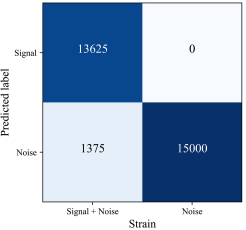 Predicted label
Signal
13625
0
Noise
1375
15000
Signal + Noise
Noise
Strain